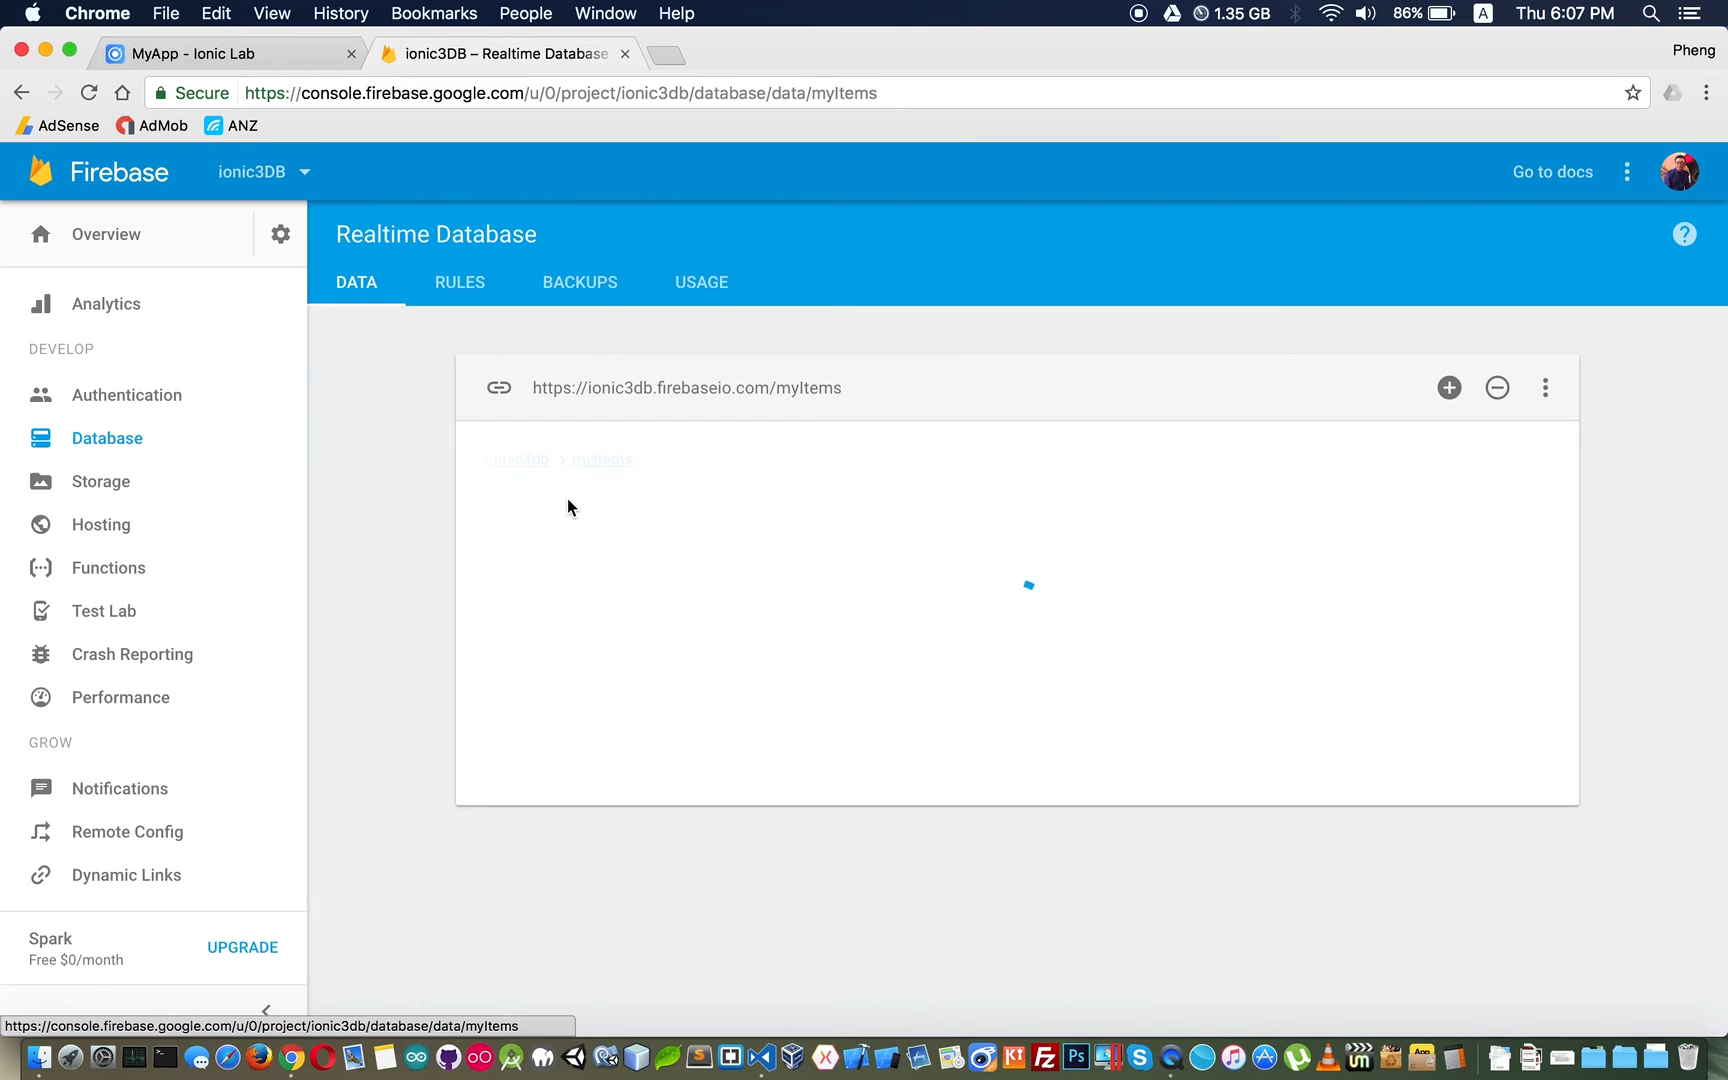 Chrome File Edit View History Bookmarks People Window Help 1.35 GB 86% A Thu 6:07 PM
MyApp - Ionic Lab ionic3DB – Realtime Database Pheng
Secure https://console.firebase.google.com/u/0/project/ionic3db/database/data/myItems
AdSense AdMob ANZ
Firebase ionic3DB Go to docs
Overview
Realtime Database ?
DATA RULES BACKUPS USAGE
Analytics
DEVELOP
Authentication
https://ionic3db.firebaseio.com/myItems
Database
ionic3db > myItems
Storage
Hosting
Functions
Test Lab
Crash Reporting
Performance
GROW
Notifications
Remote Config
Dynamic Links
Spark
Free $0/month
UPGRADE
https://console.firebase.google.com/u/0/project/ionic3db/database/data/myItems